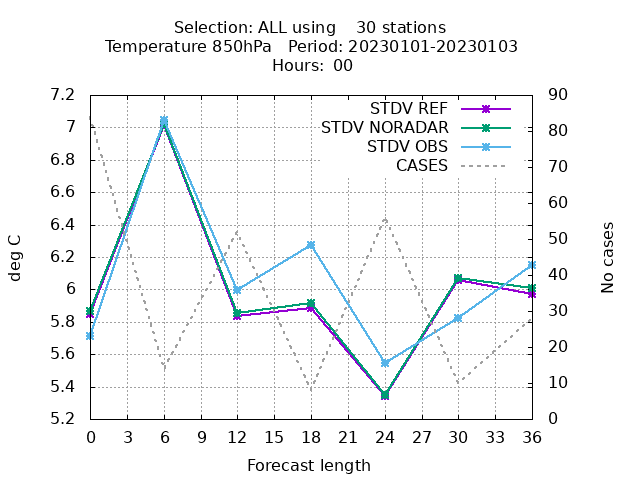 Selection: ALL using    30 stations
Temperature 850hPa   Period: 20230101-20230103
Hours:  00
7.2
7
6.8
6.6
6.4
6.2
6
5.8
5.6
5.4
5.2
deg C
STDV REF
STDV NORADAR
STDV OBS
CASES
90
80
70
60
50
40
30
20
10
0
No cases
0 3 6 9 12 15 18 21 24 27 30 33 36
Forecast length